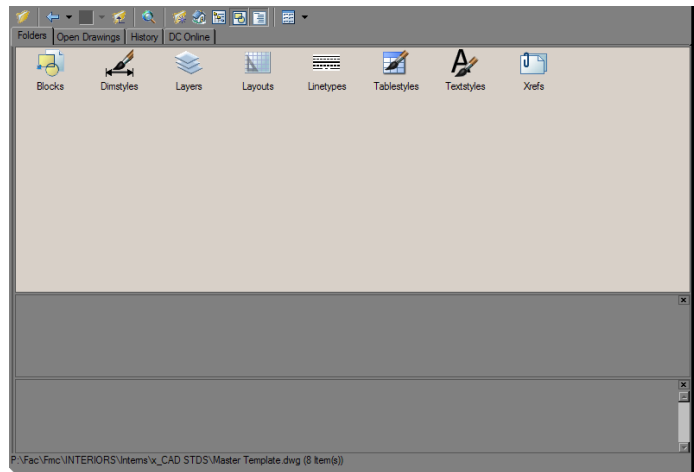 Folders Open Drawings History DC Online
Blocks Dimstyles Layers Layouts Linetypes Tablestyles Textstyles Xrefs
P:\Fac\Fmc\INTERIORS\Interns\x_CAD STDS\Master Template.dwg (8 Item(s))